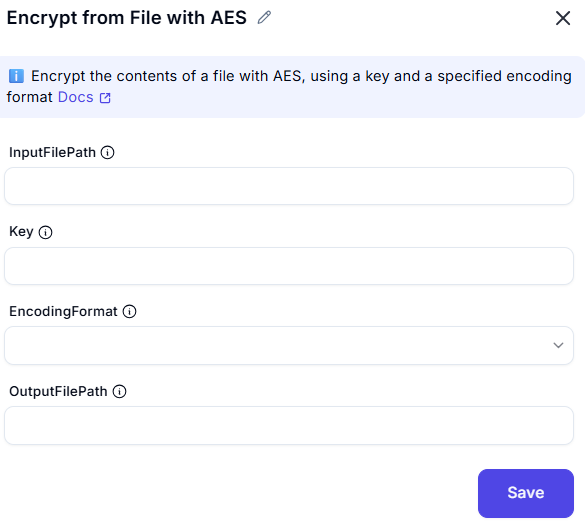 Encrypt from File with AES
Encrypt the contents of a file with AES, using a key and a specified encoding
format Docs
InputFilePath
Key
EncodingFormat
OutputFilePath
Save